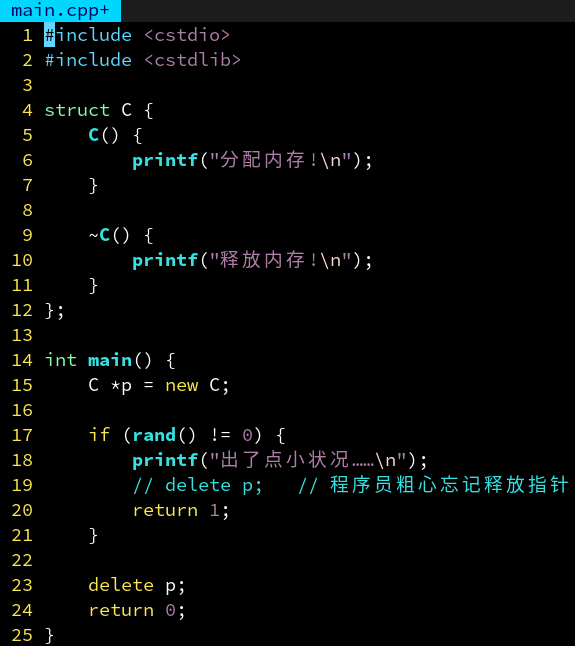 main.cpp+
1 #include <cstdio>
2 #include <cstdlib>
3
4 struct C {
5     C() {
6         printf("分配内存!\n");
7     }
8
9     ~C() {
10         printf("释放内存!\n");
11     }
12 };
13
14 int main() {
15     C *p = new C;
16
17     if (rand() != 0) {
18         printf("出了点小状况……\n");
19         // delete p;   // 程序员粗心忘记释放指针
20         return 1;
21     }
22
23     delete p;
24     return 0;
25 }